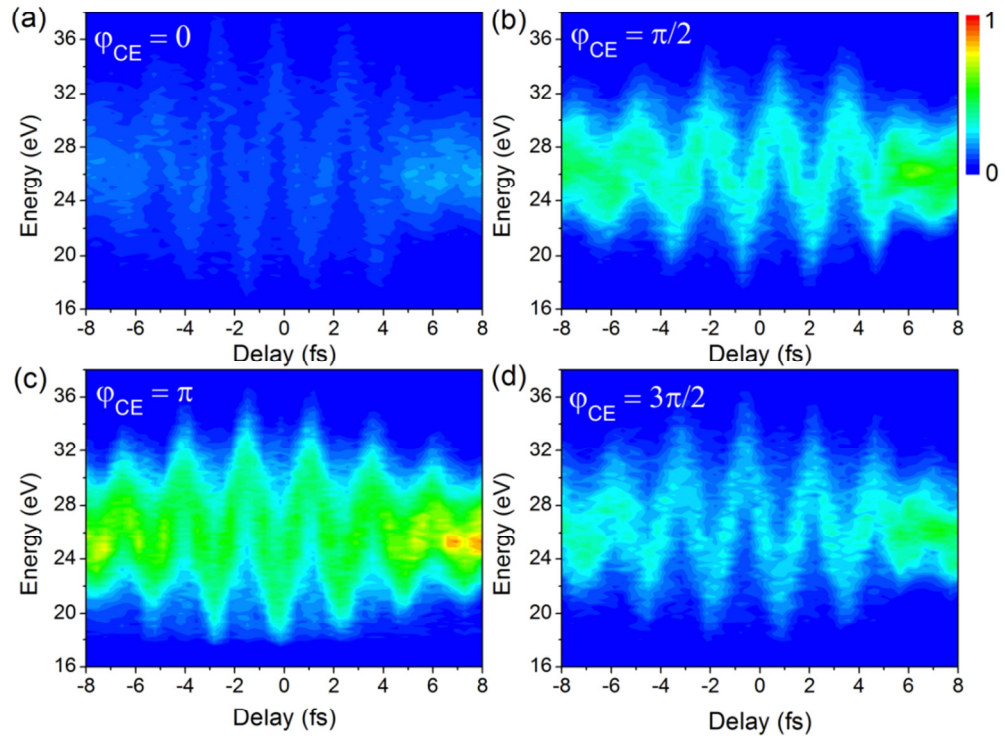 (a)
φCE = 0
36
32
28
24
20
16
Energy (eV)
-8 -6 -4 -2 0 2 4 6 8
Delay (fs)
(b)
φCE = π/2
36
32
28
24
20
16
Energy (eV)
-8 -6 -4 -2 0 2 4 6 8
Delay (fs)
1
0
(c)
φCE = π
36
32
28
24
20
16
Energy (eV)
-8 -6 -4 -2 0 2 4 6 8
Delay (fs)
(d)
φCE = 3π/2
36
32
28
24
20
16
Energy (eV)
-8 -6 -4 -2 0 2 4 6 8
Delay (fs)